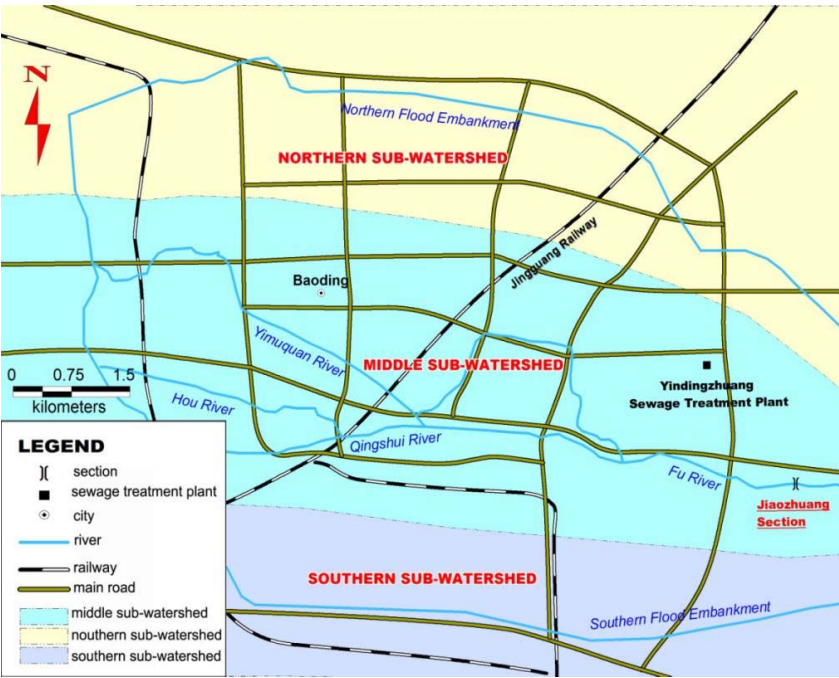 N
Northern Flood Embankment
NORTHERN SUB-WATERSHED
Jingguang Railway
Baoding
Yimuquan River
MIDDLE SUB-WATERSHED
0 0.75 1.5
kilometers
Yindingzhuang
Sewage Treatment Plant
Hou River
Qingshui River
Fu River
Jiaozhuang
Section
LEGEND
section
sewage treatment plant
city
river
railway
main road
middle sub-watershed
nouthern sub-watershed
southern sub-watershed
SOUTHERN SUB-WATERSHED
Southern Flood Embankment